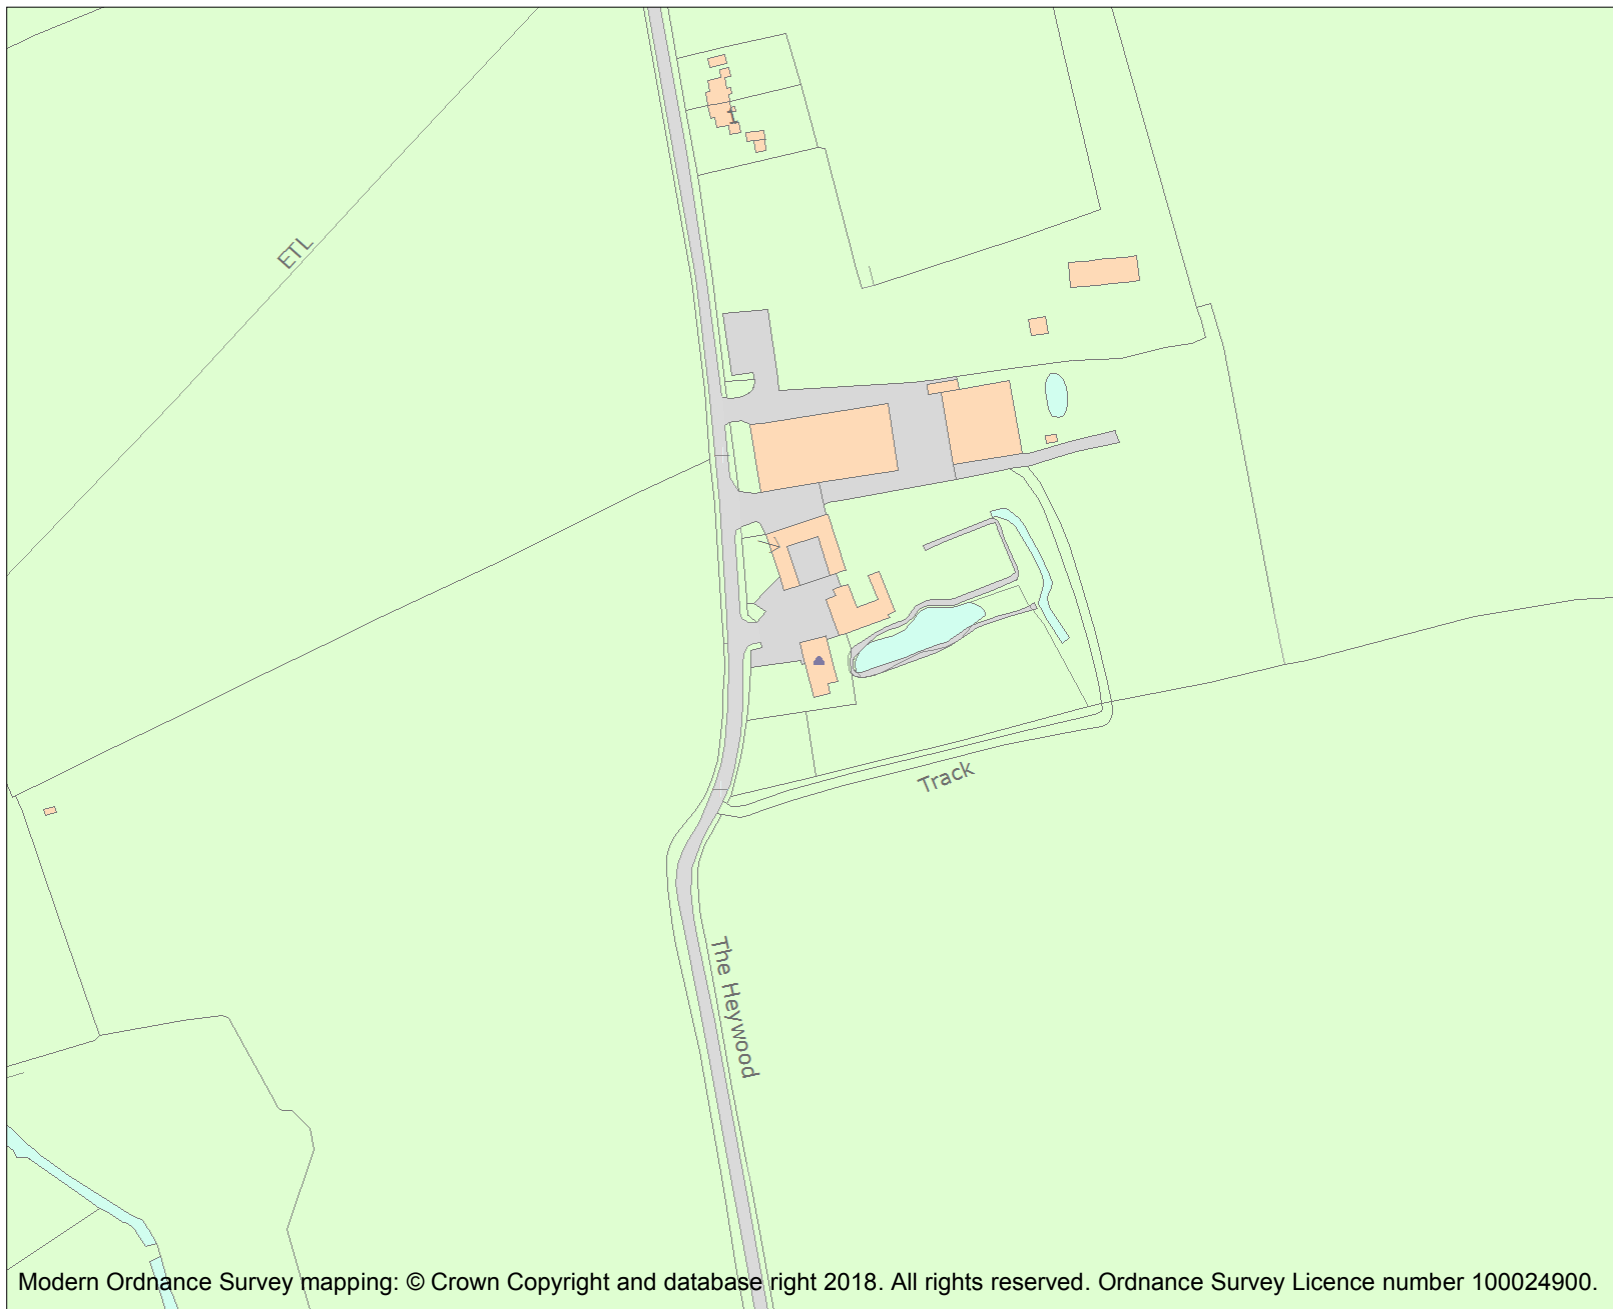 1
ETL
Track
The Heywood
Modern Ordnance Survey mapping: © Crown Copyright and database right 2018. All rights reserved. Ordnance Survey Licence number 100024900.